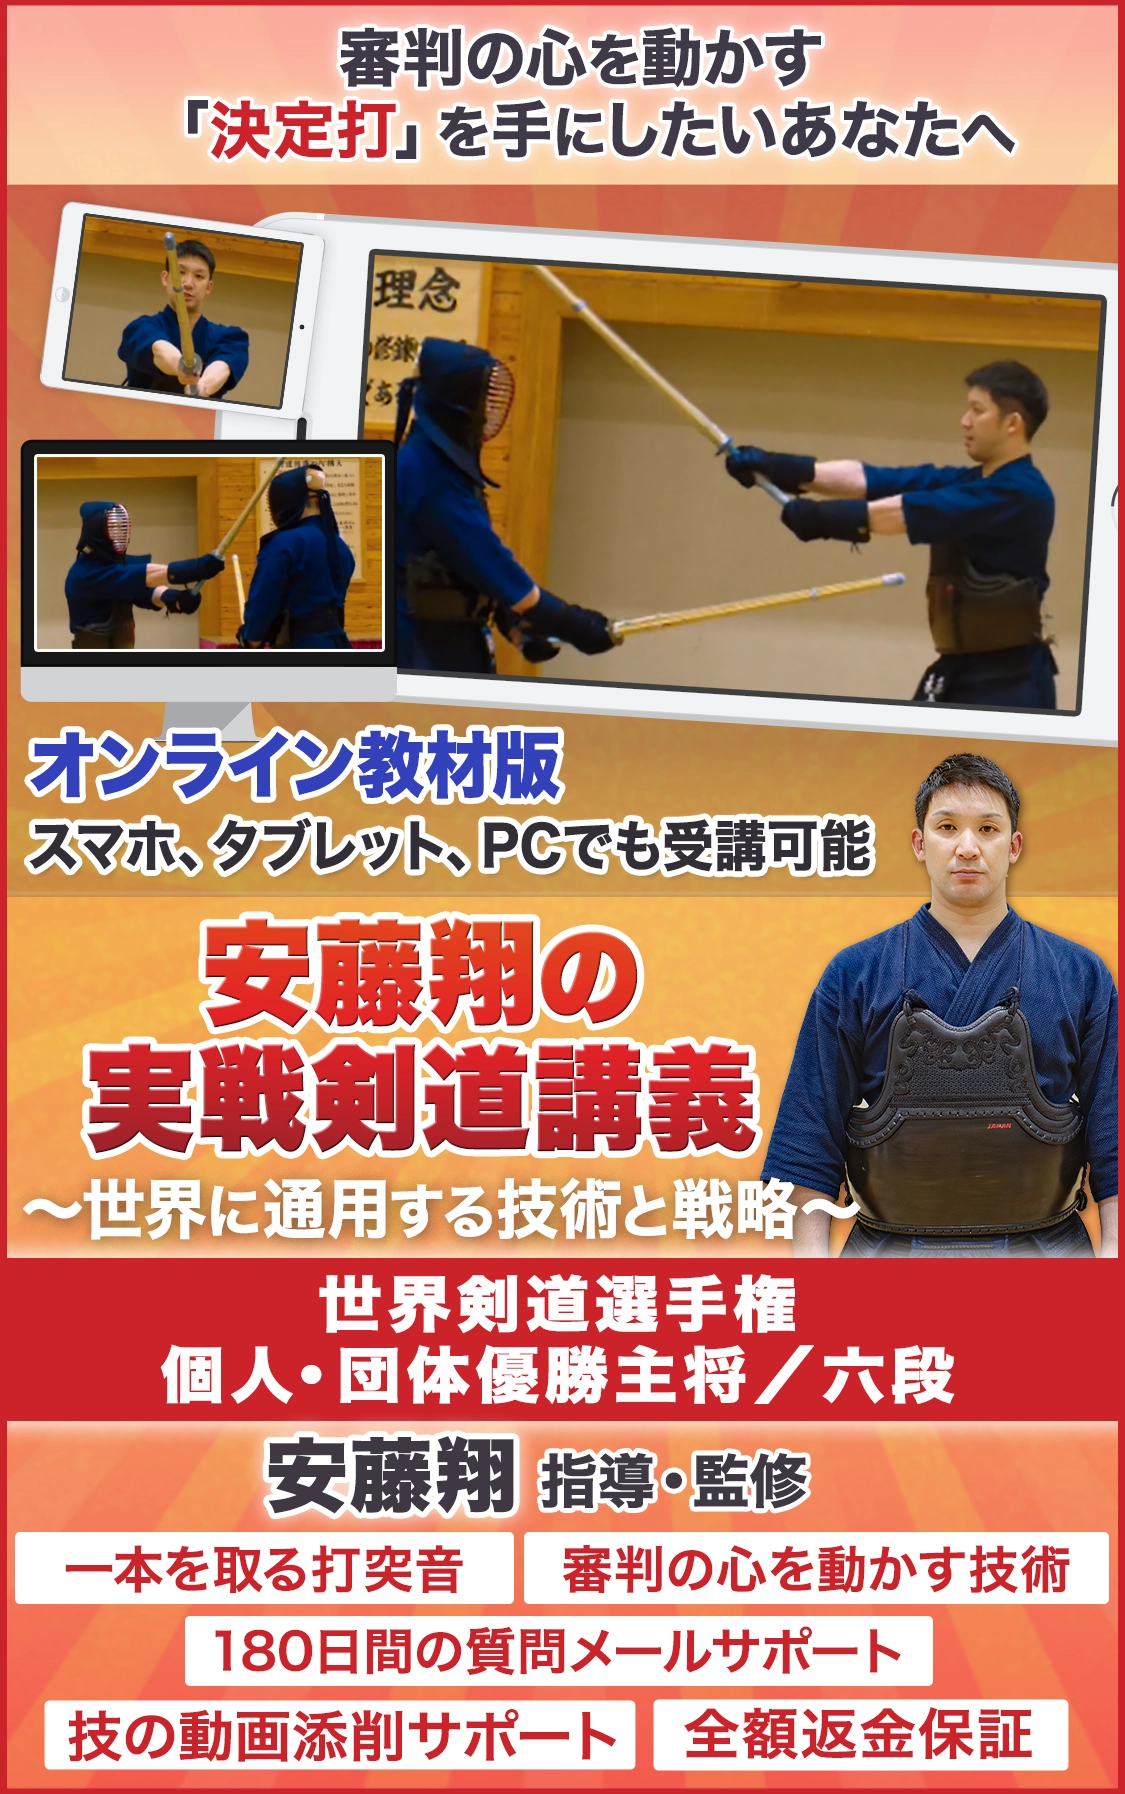 審判の心を動かす
「決定打」を手にしたいあなたへ
理念
オンライン教材版
スマホ、タブレット、PCでも受講可能
安藤翔の
実戦剣道講義
～世界に通用する技術と戦略～
JAPAN
世界剣道選手権
個人・団体優勝主将／六段
安藤翔 指導・監修
一本を取る打突音
審判の心を動かす技術
180日間の質問メールサポート
技の動画添削サポート
全額返金保証